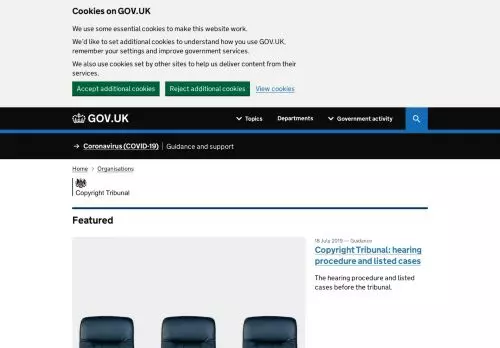 Cookies on GOV.UK
We use some essential cookies to make this website work.
We'd like to set additional cookies to understand how you use GOV.UK,
remember your settings and improve government services.
We also use cookies set by other sites to help us deliver content from their
services.
Accept additional cookies Reject additional cookies View cookies
GOV.UK Topics Departments Government activity
→ Coronavirus (COVID-19) Guidance and support
Home > Organisations
Copyright Tribunal
Featured
18 July 2019 — Guidance
Copyright Tribunal: hearing
procedure and listed cases
The hearing procedure and listed
cases before the tribunal.